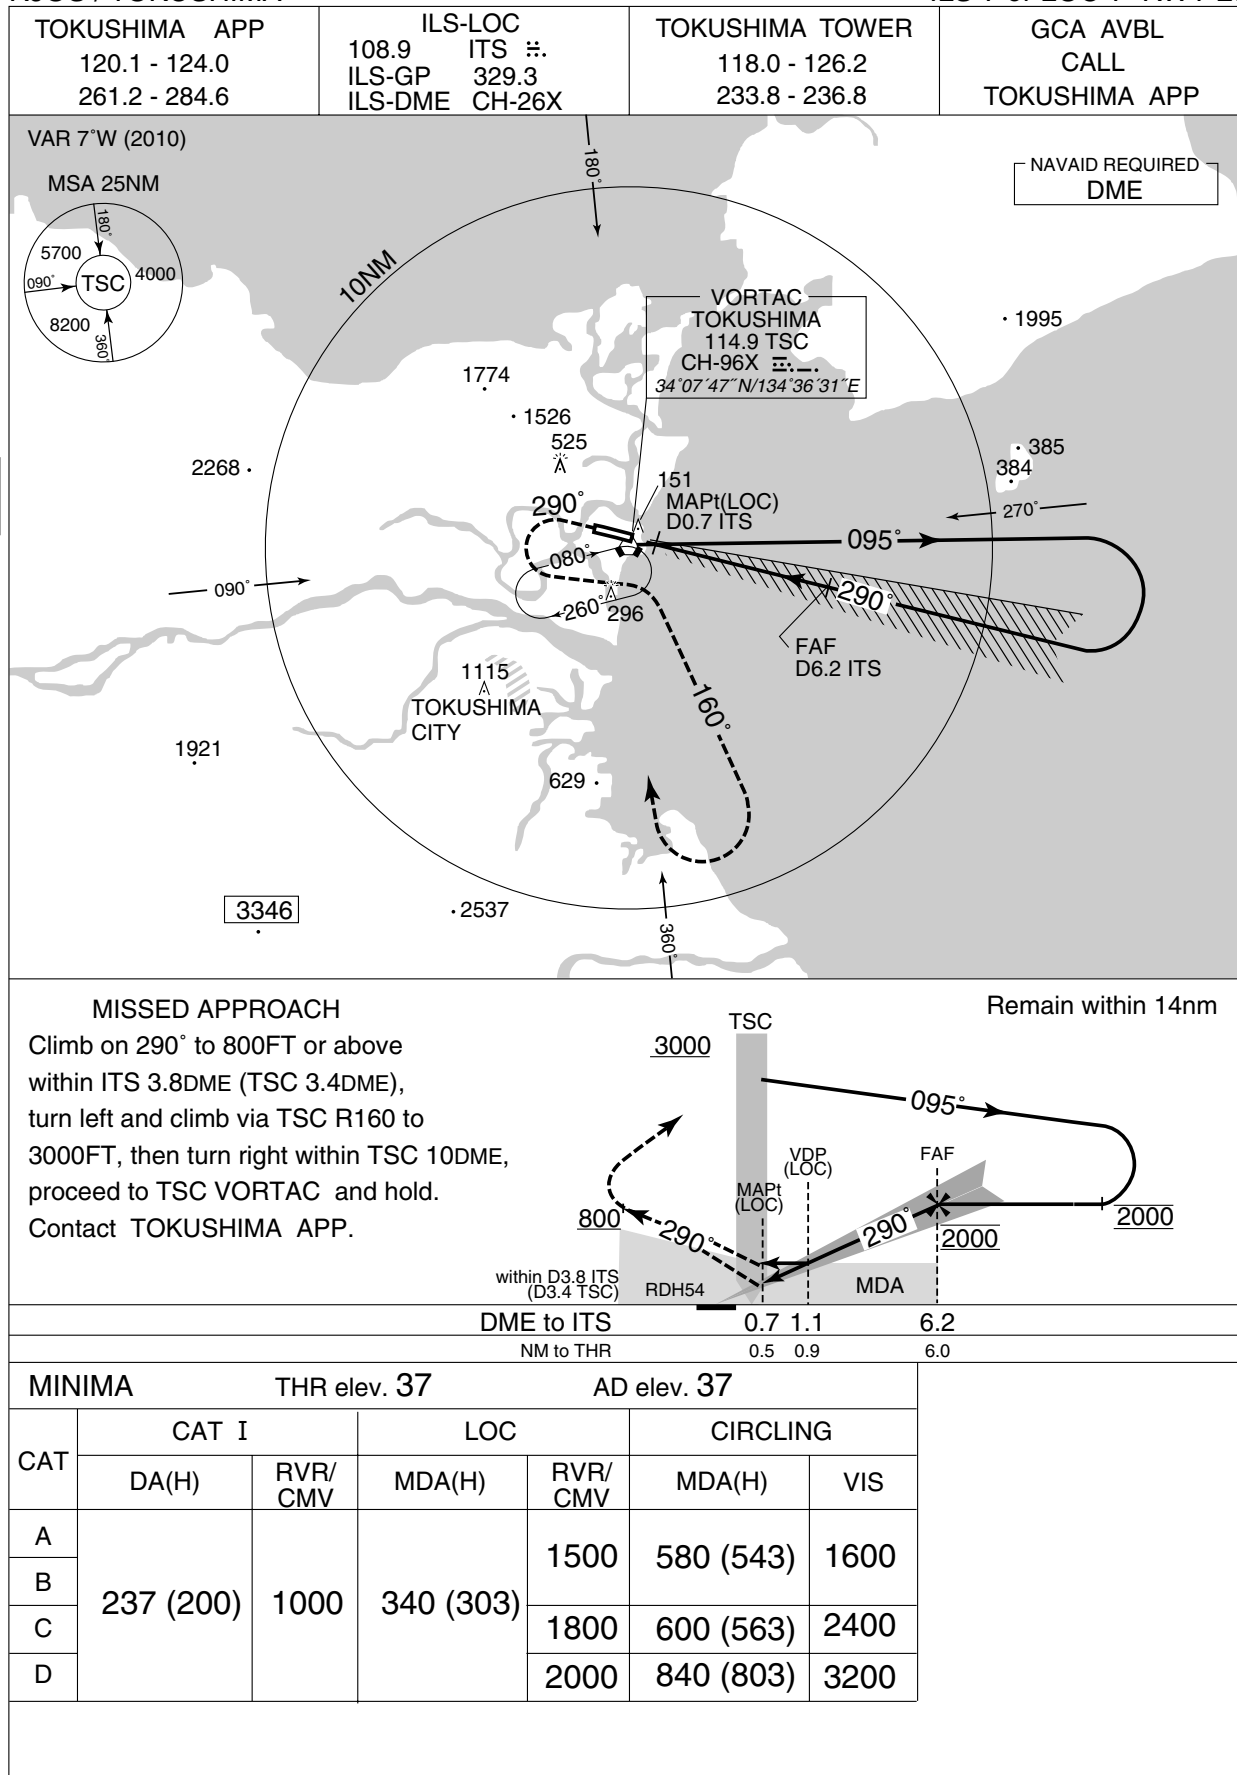 TOKUSHIMA APP
120.1 - 124.0
261.2 - 284.6
ILS-LOC
108.9 ITS
ILS-GP 329.3
ILS-DME CH-26X
TOKUSHIMA TOWER
118.0 - 126.2
233.8 - 236.8
GCA AVBL
CALL
TOKUSHIMA APP
VAR 7°W (2010)
MSA 25NM
180°
5700
4000
090°
TSC
8200
360°
180°
10NM
NAVAID REQUIRED
DME
VORTAC
TOKUSHIMA
114.9 TSC
CH-96X
34°07´47˝N/134°36´31˝E
1995
1774
1526
525
2268
385
384
151
MAPt(LOC)
D0.7 ITS
290°
270°
095°
080°
090°
290°
260°
296
FAF
D6.2 ITS
1115
TOKUSHIMA
CITY
160°
1921
629
3346
2537
360°
MISSED APPROACH
Climb on 290° to 800FT or above
within ITS 3.8DME (TSC 3.4DME),
turn left and climb via TSC R160 to
3000FT, then turn right within TSC 10DME,
proceed to TSC VORTAC and hold.
Contact TOKUSHIMA APP.
Remain within 14nm
TSC
3000
095°
VDP
(LOC)
FAF
MAPt
(LOC)
800
290°
290°
2000
2000
within D3.8 ITS
(D3.4 TSC)
RDH54
MDA
DME to ITS 0.7 1.1 6.2
NM to THR 0.5 0.9 6.0
MINIMA THR elev. 37 AD elev. 37
CAT
CAT I LOC CIRCLING
DA(H) RVR/CMV MDA(H) RVR/CMV MDA(H) VIS
A
B
C
D
237 (200)
1000
340 (303)
1500 580 (543) 1600
1800 600 (563) 2400
2000 840 (803) 3200